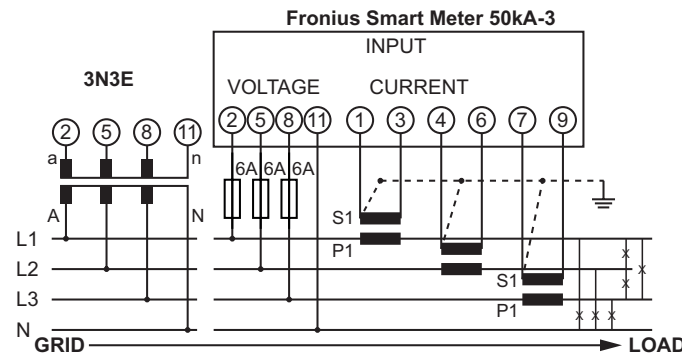 Fronius Smart Meter 50kA-3
INPUT
3N3E
VOLTAGE CURRENT
2 5 8 11 2 5 8 11 1 3 4 6 7 9
a n 6A 6A 6A
A N S1
L1 P1
L2 S1
L3 P1
N
GRID LOAD